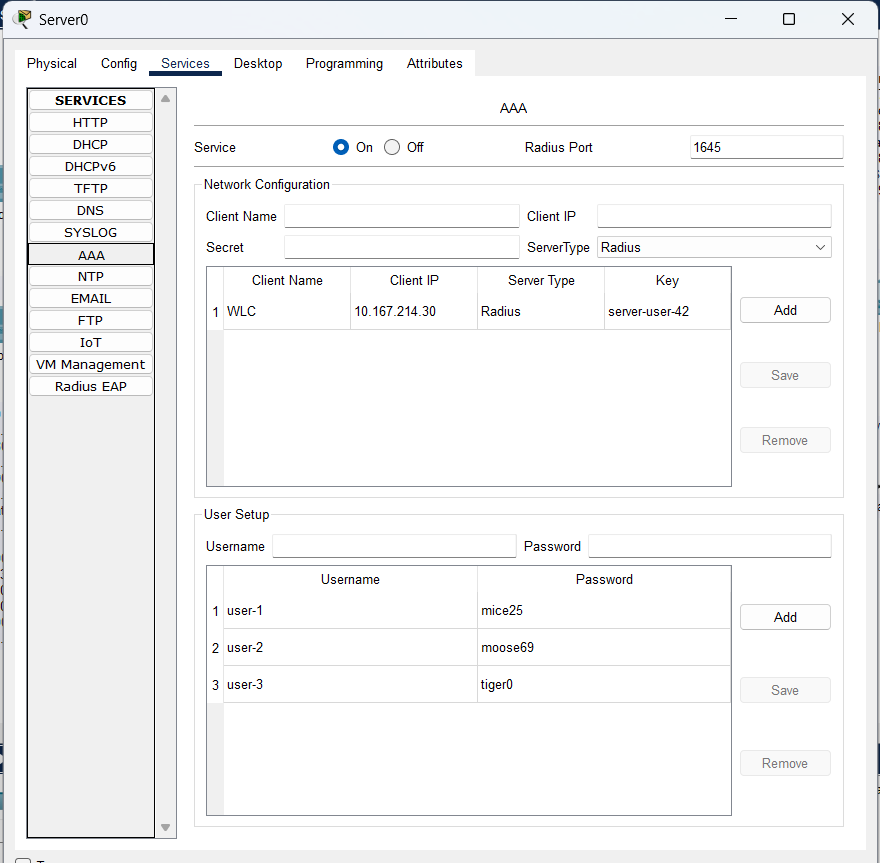 Server0
Physical Config Services Desktop Programming Attributes
SERVICES
HTTP
DHCP
DHCPv6
TFTP
DNS
SYSLOG
AAA
NTP
EMAIL
FTP
IoT
VM Management
Radius EAP
AAA
Service On Off Radius Port 1645
Network Configuration
Client Name Client IP
Secret ServerType Radius
Client Name Client IP Server Type Key
1 WLC 10.167.214.30 Radius server-user-42
Add
Save
Remove
User Setup
Username Password
Username Password
1 user-1 mice25
2 user-2 moose69
3 user-3 tiger0
Add
Save
Remove